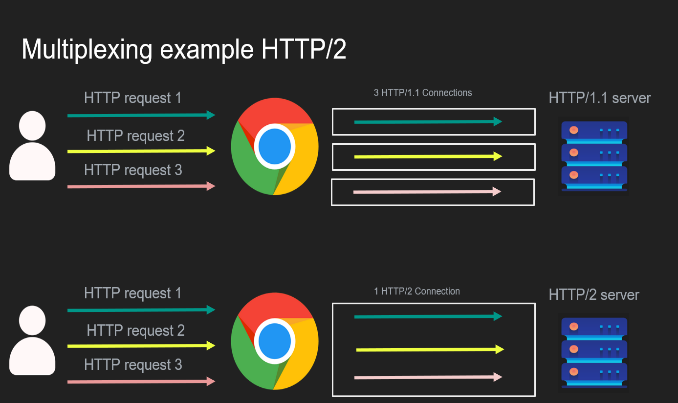 Multiplexing example HTTP/2
HTTP request 1
HTTP request 2
HTTP request 3
3 HTTP/1.1 Connections
HTTP/1.1 server
HTTP request 1
HTTP request 2
HTTP request 3
1 HTTP/2 Connection
HTTP/2 server